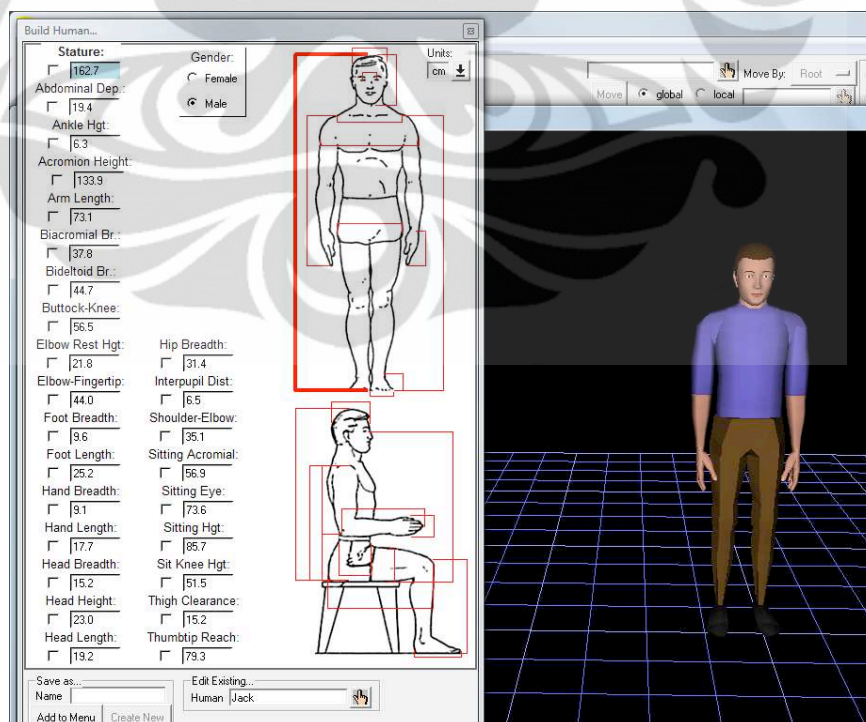 Build Human...
Stature:
162.7
Abdominal Dep.:
19.4
Ankle Hgt:
6.3
Acromion Height:
133.9
Arm Length:
73.1
Biacromial Br.:
37.8
Bideltoid Br.:
44.7
Buttock-Knee:
56.5
Elbow Rest Hgt:
21.8
Elbow-Fingertip:
44.0
Foot Breadth:
9.6
Foot Length:
25.2
Hand Breadth:
9.1
Hand Length:
17.7
Head Breadth:
15.2
Head Height:
23.0
Head Length:
19.2
Hip Breadth:
31.4
Interpupil Dist:
6.5
Shoulder-Elbow:
35.1
Sitting Acromial:
56.9
Sitting Eye:
73.6
Sitting Hgt:
85.7
Sit Knee Hgt:
51.5
Thigh Clearance:
15.2
Thumbtip Reach:
79.3
Gender:
Female
Male
Units:
cm
Save as...
Name
Add to Menu Create New
Edit Existing...
Human Jack
Move By: Root
Move global local